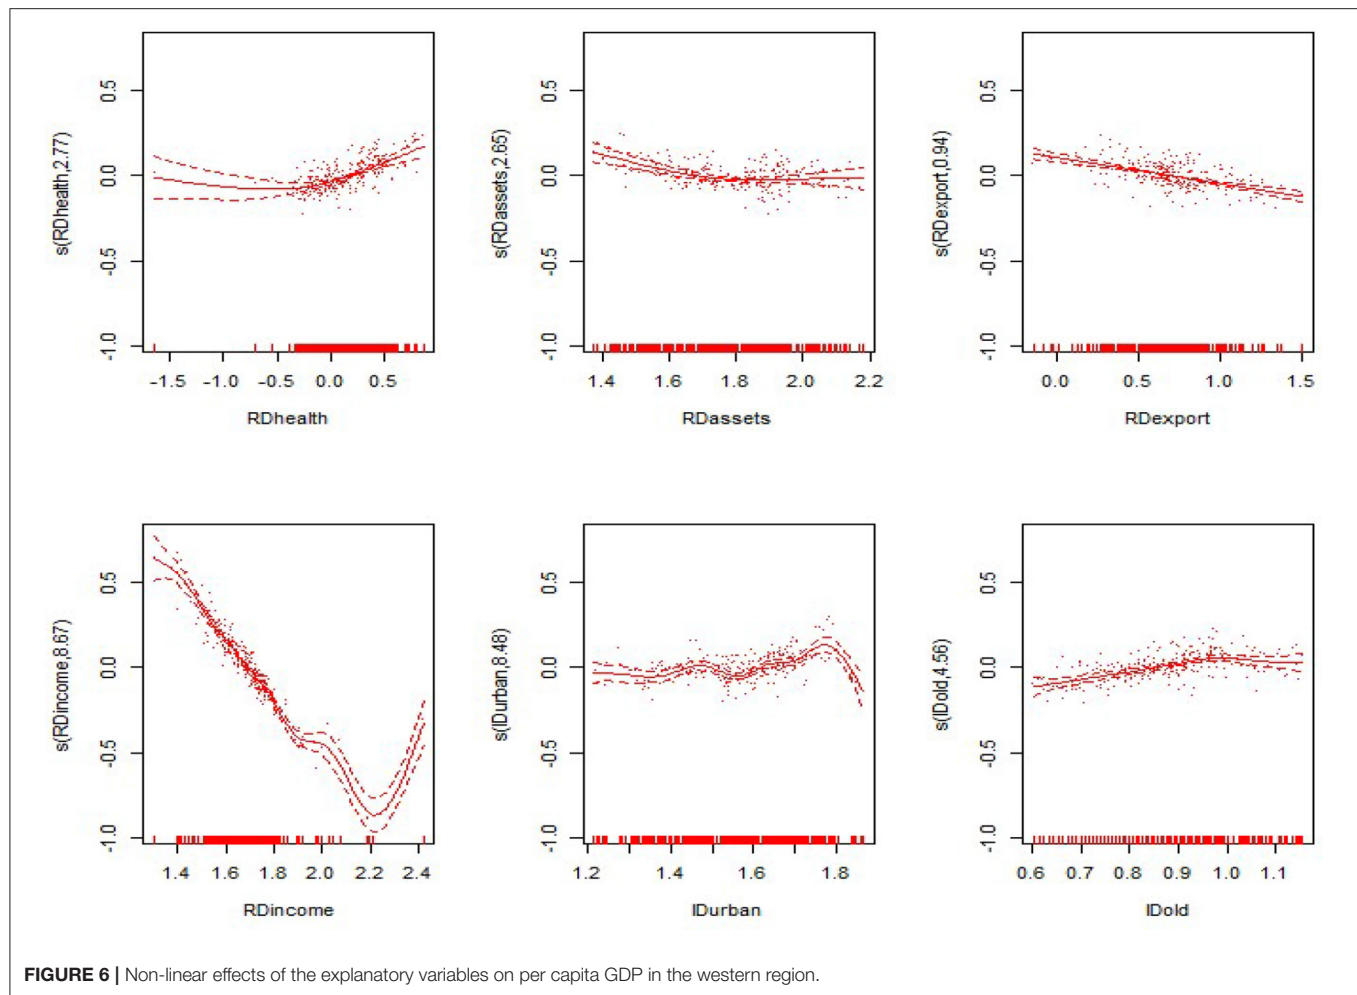 s(RDhealth,2.77)
-1.0 -0.5 0.0 0.5
-1.5 -1.0 -0.5 0.0 0.5
RDhealth
s(RDassets,2.65)
-1.0 -0.5 0.0 0.5
1.4 1.6 1.8 2.0 2.2
RDassets
s(RDexport,0.94)
-1.0 -0.5 0.0 0.5
0.0 0.5 1.0 1.5
RDexport
s(RDincome,8.67)
-1.0 -0.5 0.0 0.5
1.4 1.6 1.8 2.0 2.2 2.4
RDincome
s(IDurban,8.48)
-1.0 -0.5 0.0 0.5
1.2 1.3 1.4 1.5 1.6 1.7 1.8
IDurban
s(IDold,4.56)
-1.0 -0.5 0.0 0.5
0.6 0.7 0.8 0.9 1.0 1.1
IDold
FIGURE 6 | Non-linear effects of the explanatory variables on per capita GDP in the western region.